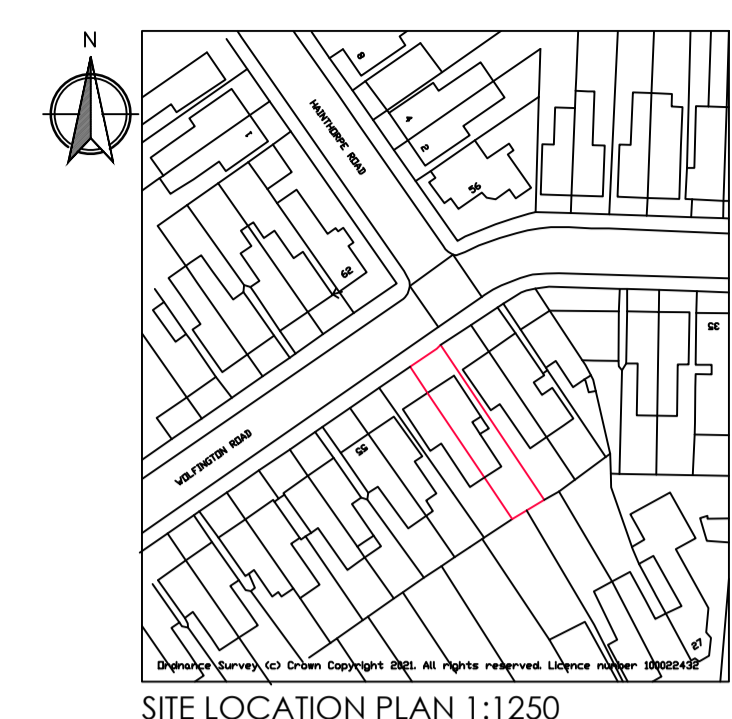 N
8
HAINTHORPE ROAD
4
1
2
56
62
35
WOLFINGTON ROAD
55
27
Ordnance Survey (c) Crown Copyright 2021. All rights reserved. Licence number 100022432
SITE LOCATION PLAN 1:1250